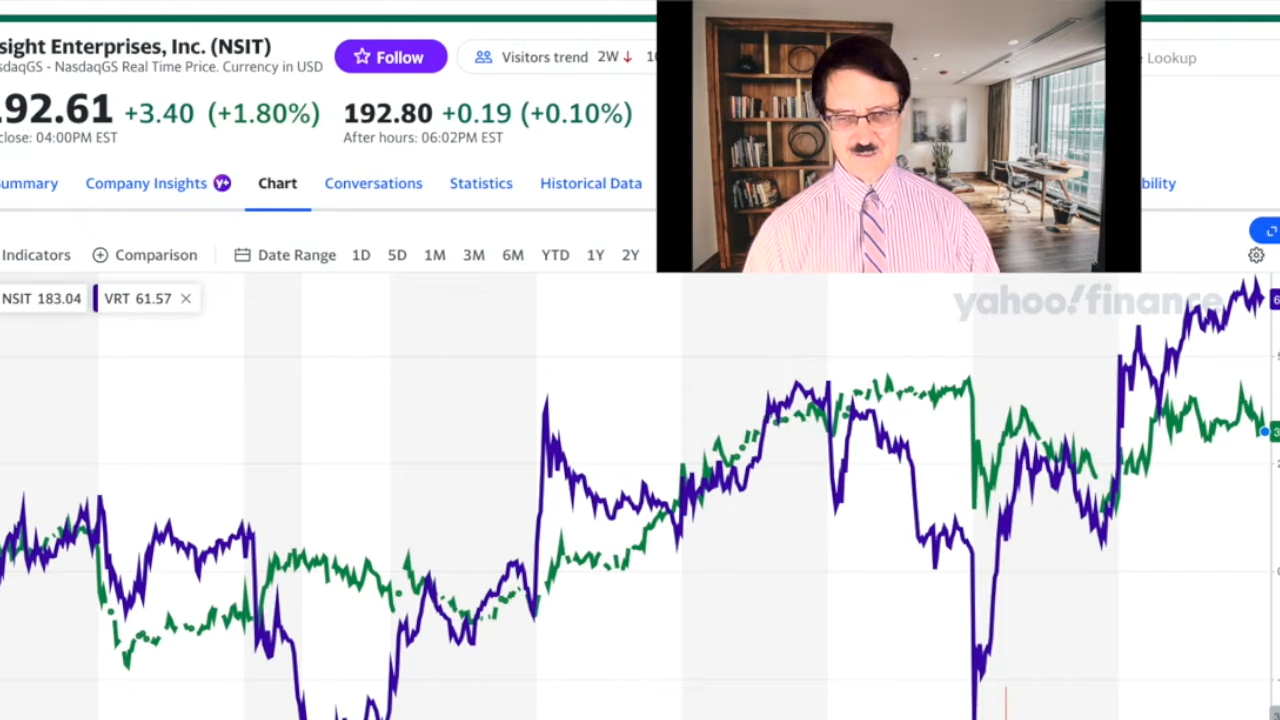 sight Enterprises, Inc. (NSIT)
sdaqGS - NasdaqGS Real Time Price. Currency in USD
Follow
Visitors trend 2W
Lookup
92.61 +3.40 (+1.80%)
192.80 +0.19 (+0.10%)
close: 04:00PM EST
After hours: 06:02PM EST
ummary Company Insights Y+ Chart Conversations Statistics Historical Data
bility
Indicators Comparison Date Range 1D 5D 1M 3M 6M YTD 1Y 2Y
NSIT 183.04 VRT 61.57
yahoo!finance